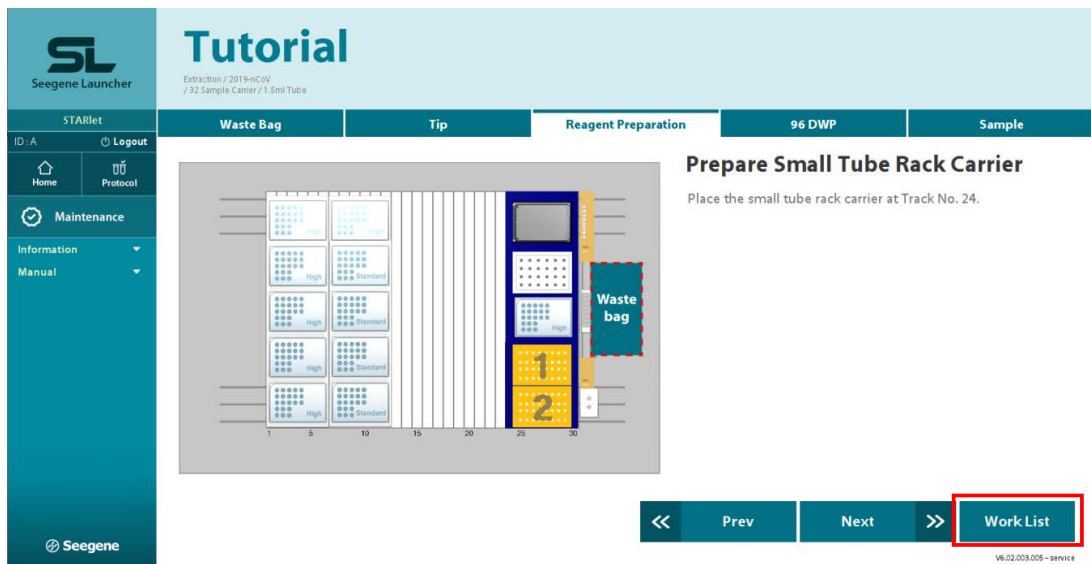 SL
Seegene Launcher
Tutorial
Extraction / 2019-nCoV
/ 32 Sample Carrier / 1.5ml Tube
STARlet
ID : A
Logout
Home
Protocol
Maintenance
Information
Manual
Seegene
Waste Bag
Tip
Reagent Preparation
96 DWP
Sample
High
High
High
Standard
High
Standard
High
High
Standard
High
Standard
Waste
bag
1
2
1 5 10 15 20 25 30
Prepare Small Tube Rack Carrier
Place the small tube rack carrier at Track No. 24.
Prev
Next
Work List
V6.02.003.005 - service